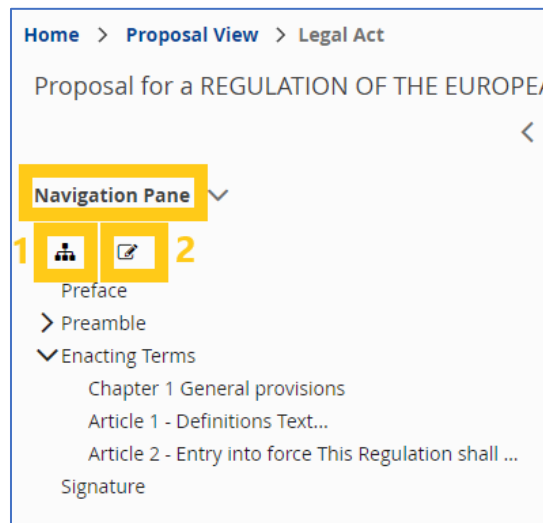 Home > Proposal View > Legal Act
Proposal for a REGULATION OF THE EUROPEA
Navigation Pane
1 2
Preface
Preamble
Enacting Terms
Chapter 1 General provisions
Article 1 - Definitions Text...
Article 2 - Entry into force This Regulation shall ...
Signature